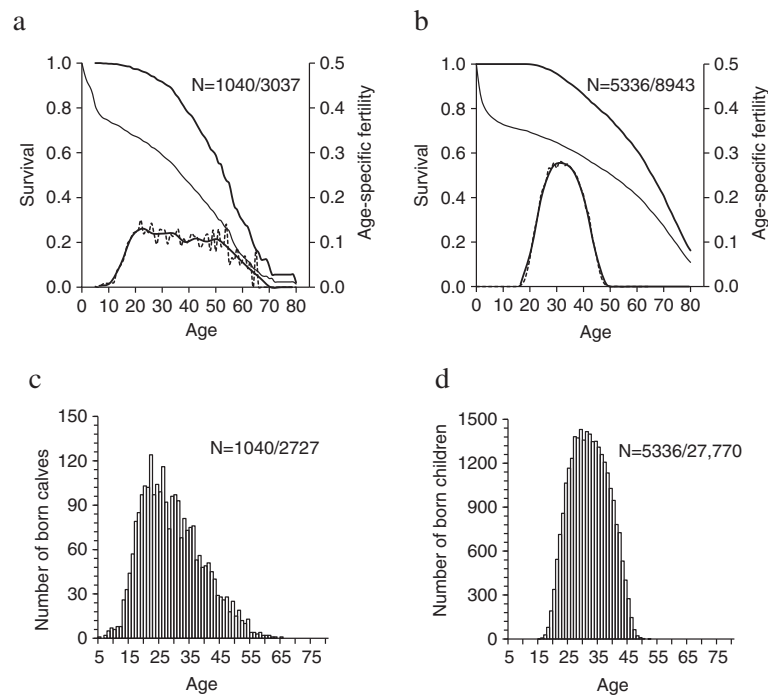 a
1.0
0.8
0.6
0.4
0.2
0.0
Survival
0.5
0.4
0.3
0.2
0.1
0.0
Age-specific fertility
N=1040/3037
0 10 20 30 40 50 60 70 80
Age
b
1.0
0.8
0.6
0.4
0.2
0.0
Survival
0.5
0.4
0.3
0.2
0.1
0.0
Age-specific fertility
N=5336/8943
0 10 20 30 40 50 60 70 80
Age
c
150
120
90
60
30
0
Number of born calves
N=1040/2727
5 15 25 35 45 55 65 75
Age
d
1500
1200
900
600
300
0
Number of born children
N=5336/27,770
5 15 25 35 45 55 65 75
Age